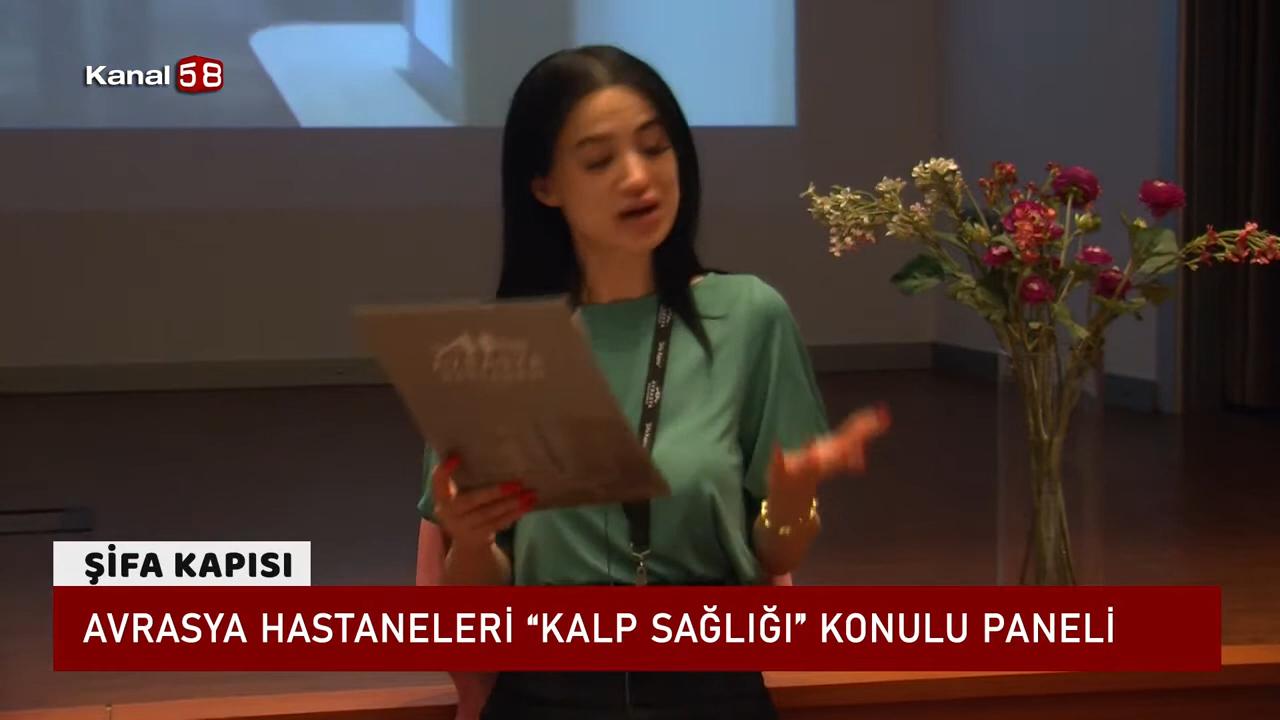 Kanal 58
ŞİFA KAPISI
AVRASYA HASTANELERİ “KALP SAĞLIĞI” KONULU PANELİ